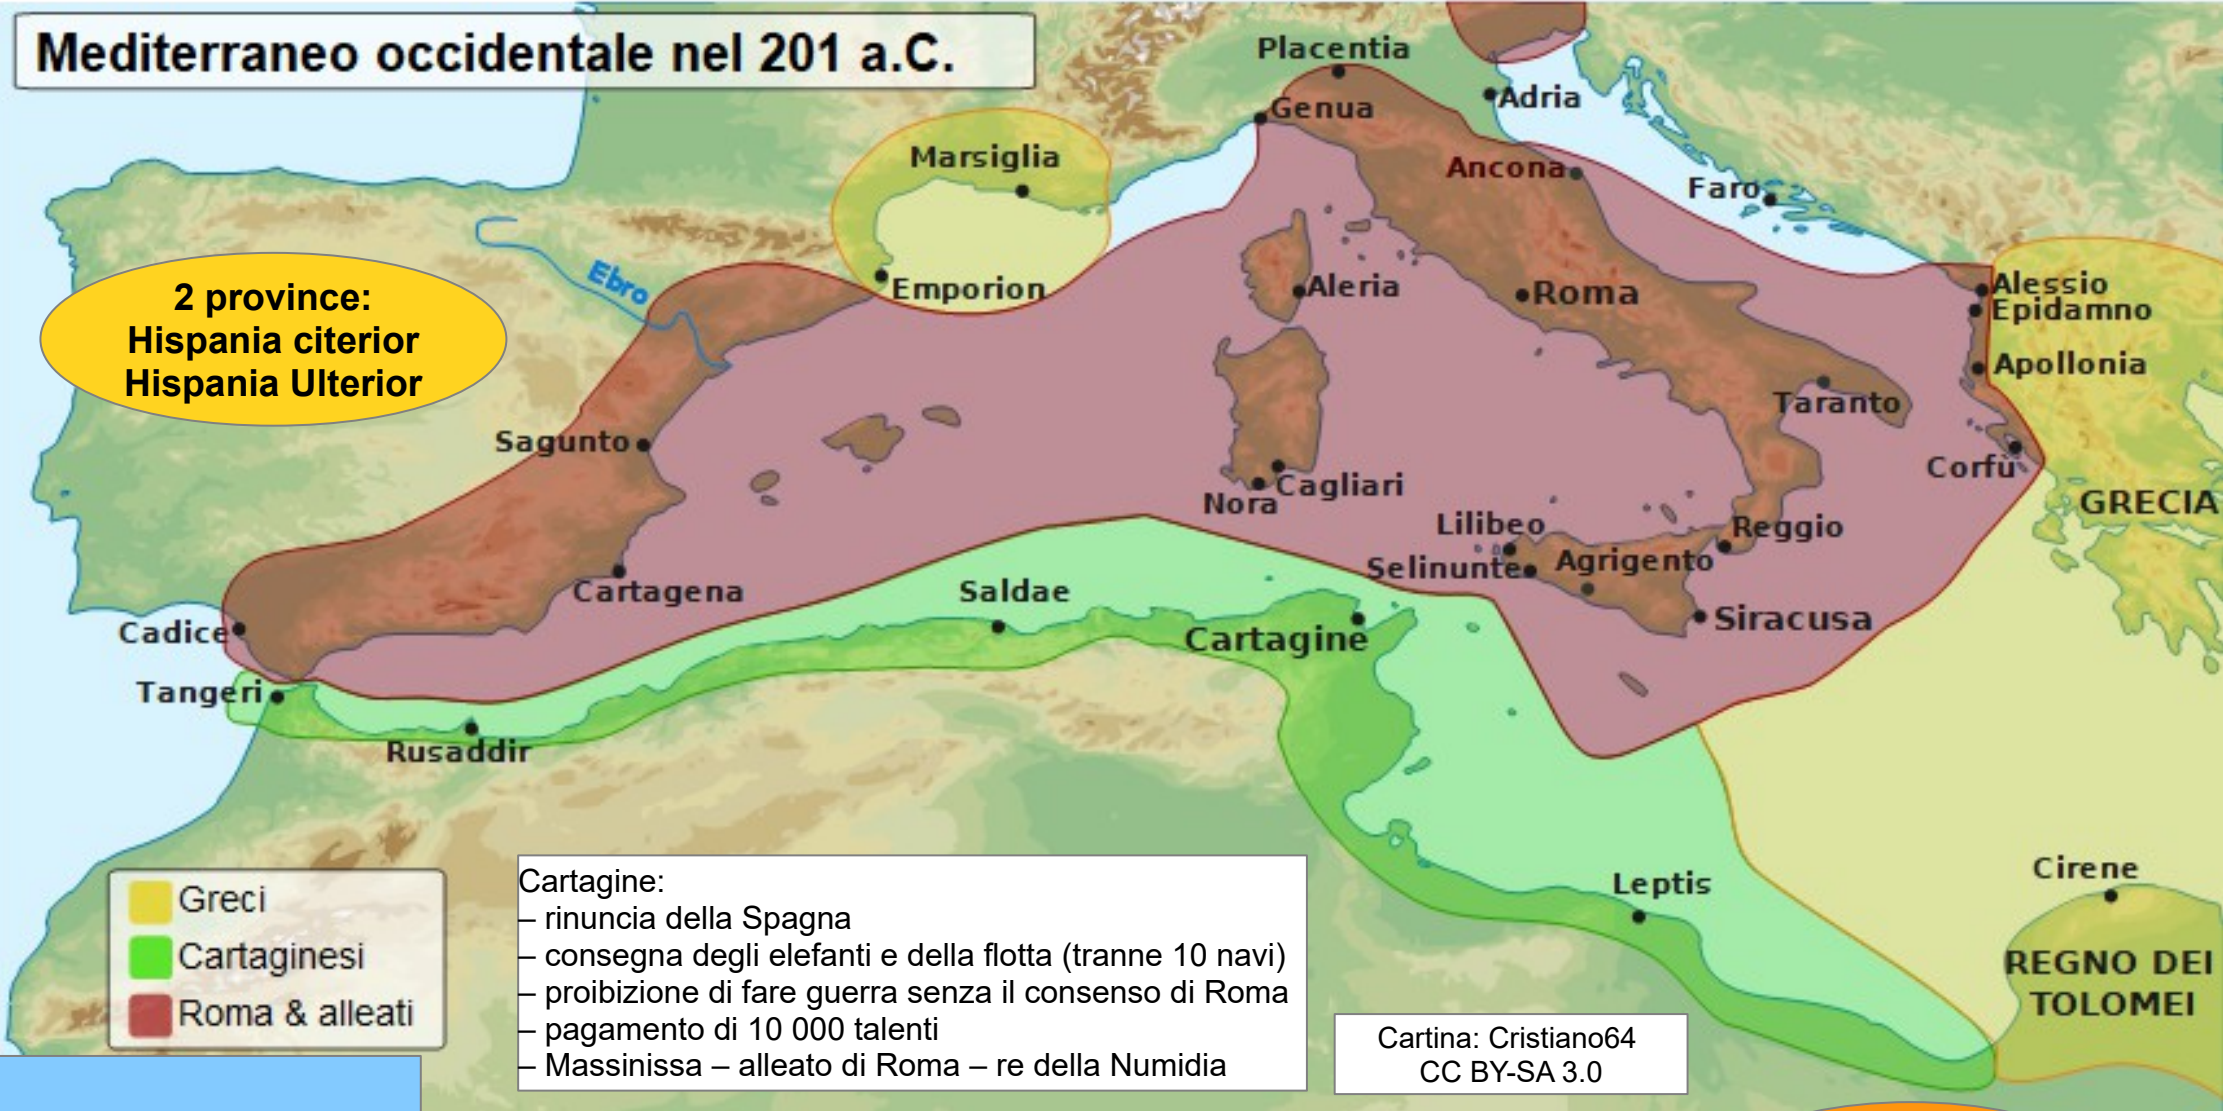 Mediterraneo occidentale nel 201 a.C.
Placentia
Genua
Adria
Marsiglia
Ancona
Faro
Emporion
Ebro
Aleria
Roma
Alessio
Epidamno
Apollonia
2 province:
Hispania citerior
Hispania Ulterior
Taranto
Sagunto
Corfù
Cagliari
Nora
GRECIA
Lilibeo
Reggio
Selinunte
Agrigento
Cartagena
Saldae
Siracusa
Cadice
Cartagine
Tangeri
Rusaddir
Leptis
Cirene
REGNO DEI
TOLOMEI
Greci
Cartaginesi
Roma & alleati
Cartagine:
– rinuncia della Spagna
– consegna degli elefanti e della flotta (tranne 10 navi)
– proibizione di fare guerra senza il consenso di Roma
– pagamento di 10 000 talenti
– Massinissa – alleato di Roma – re della Numidia
Cartina: Cristiano64
CC BY-SA 3.0